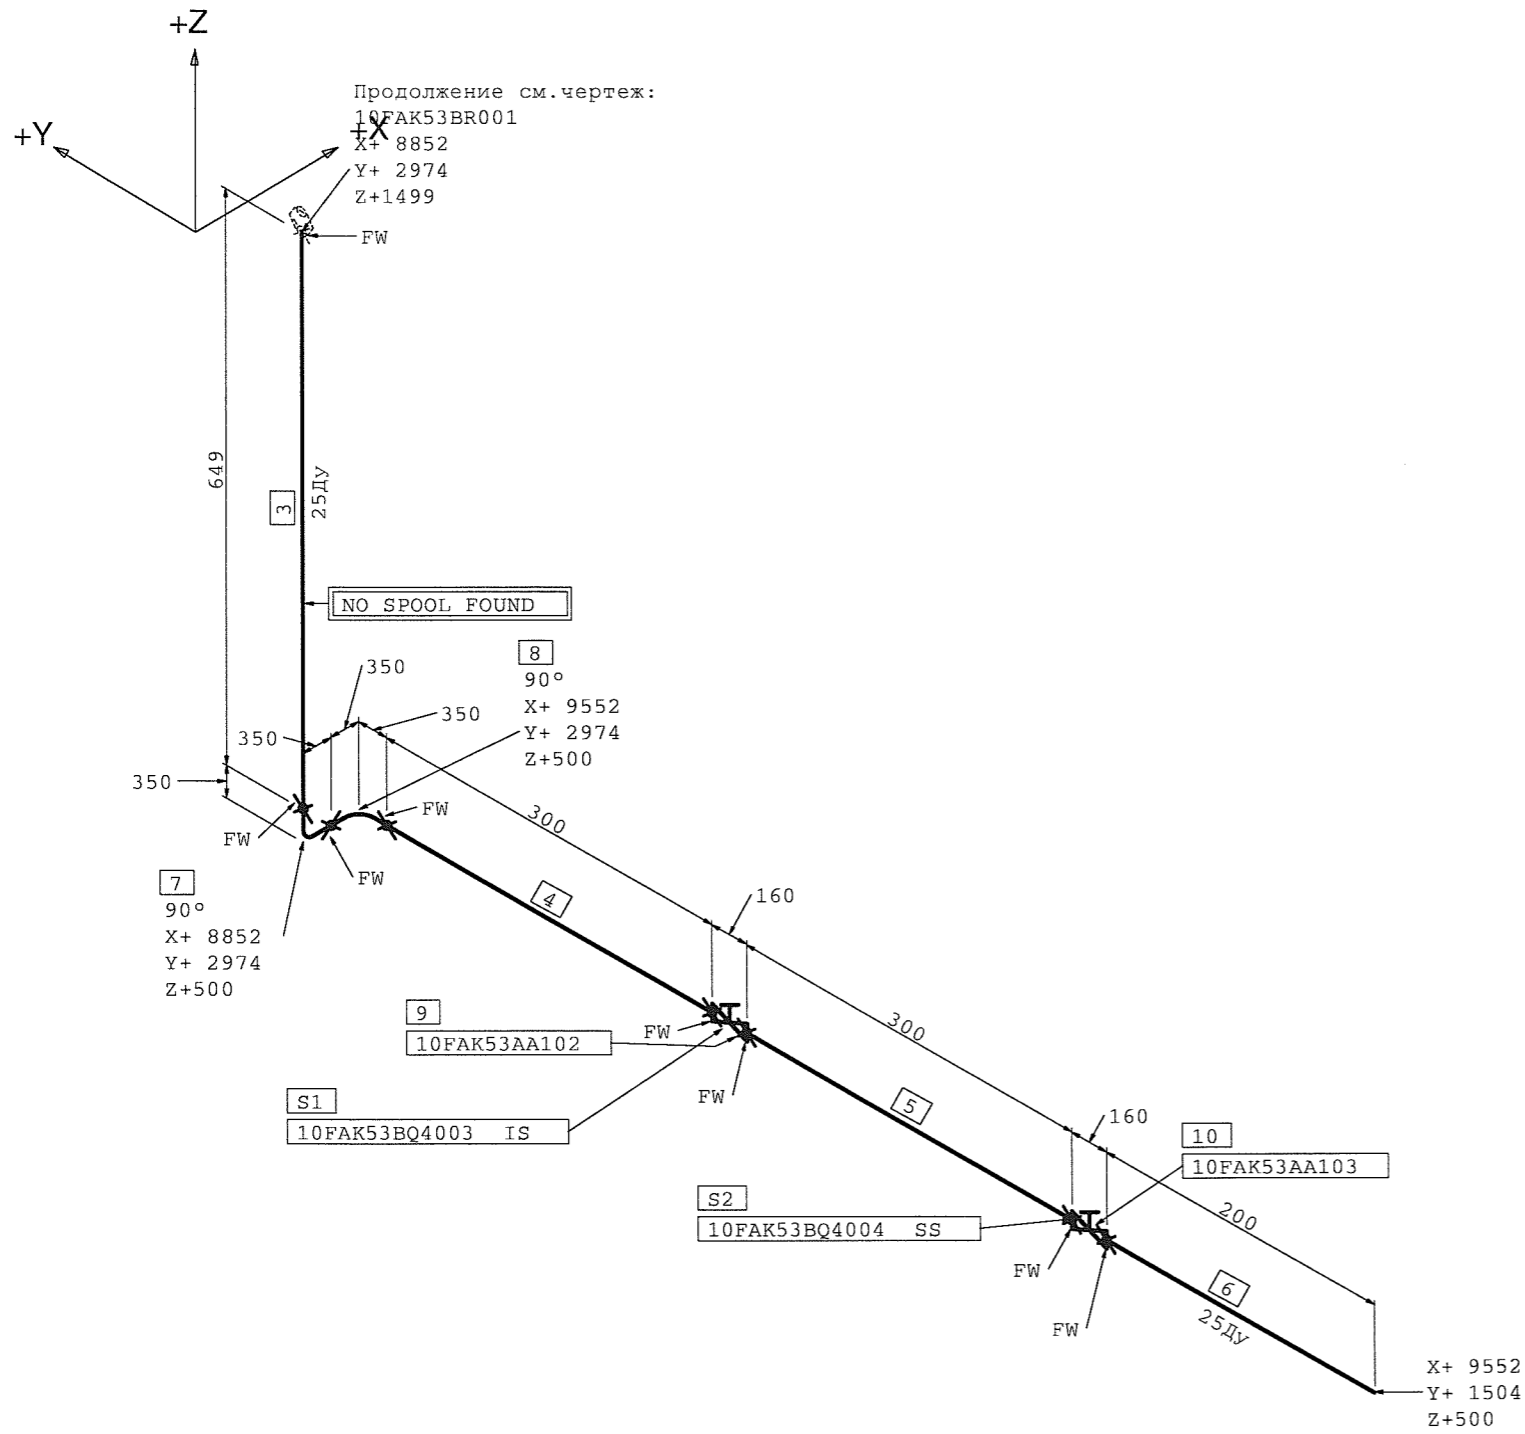 +Z
+Y
+X
Продолжение см.чертеж:
10FAK53BR001
X+ 8852
Y+ 2974
Z+1499
FW
649
3
25Ду
NO SPOOL FOUND
8
90°
X+ 9552
Y+ 2974
Z+500
350
350
350
350
FW
FW
FW
7
90°
X+ 8852
Y+ 2974
Z+500
300
4
160
9
10FAK53AA102
FW
FW
S1
10FAK53BQ4003 IS
300
5
160
10
10FAK53AA103
S2
10FAK53BQ4004 SS
FW
FW
200
6
25Ду
X+ 9552
Y+ 1504
Z+500